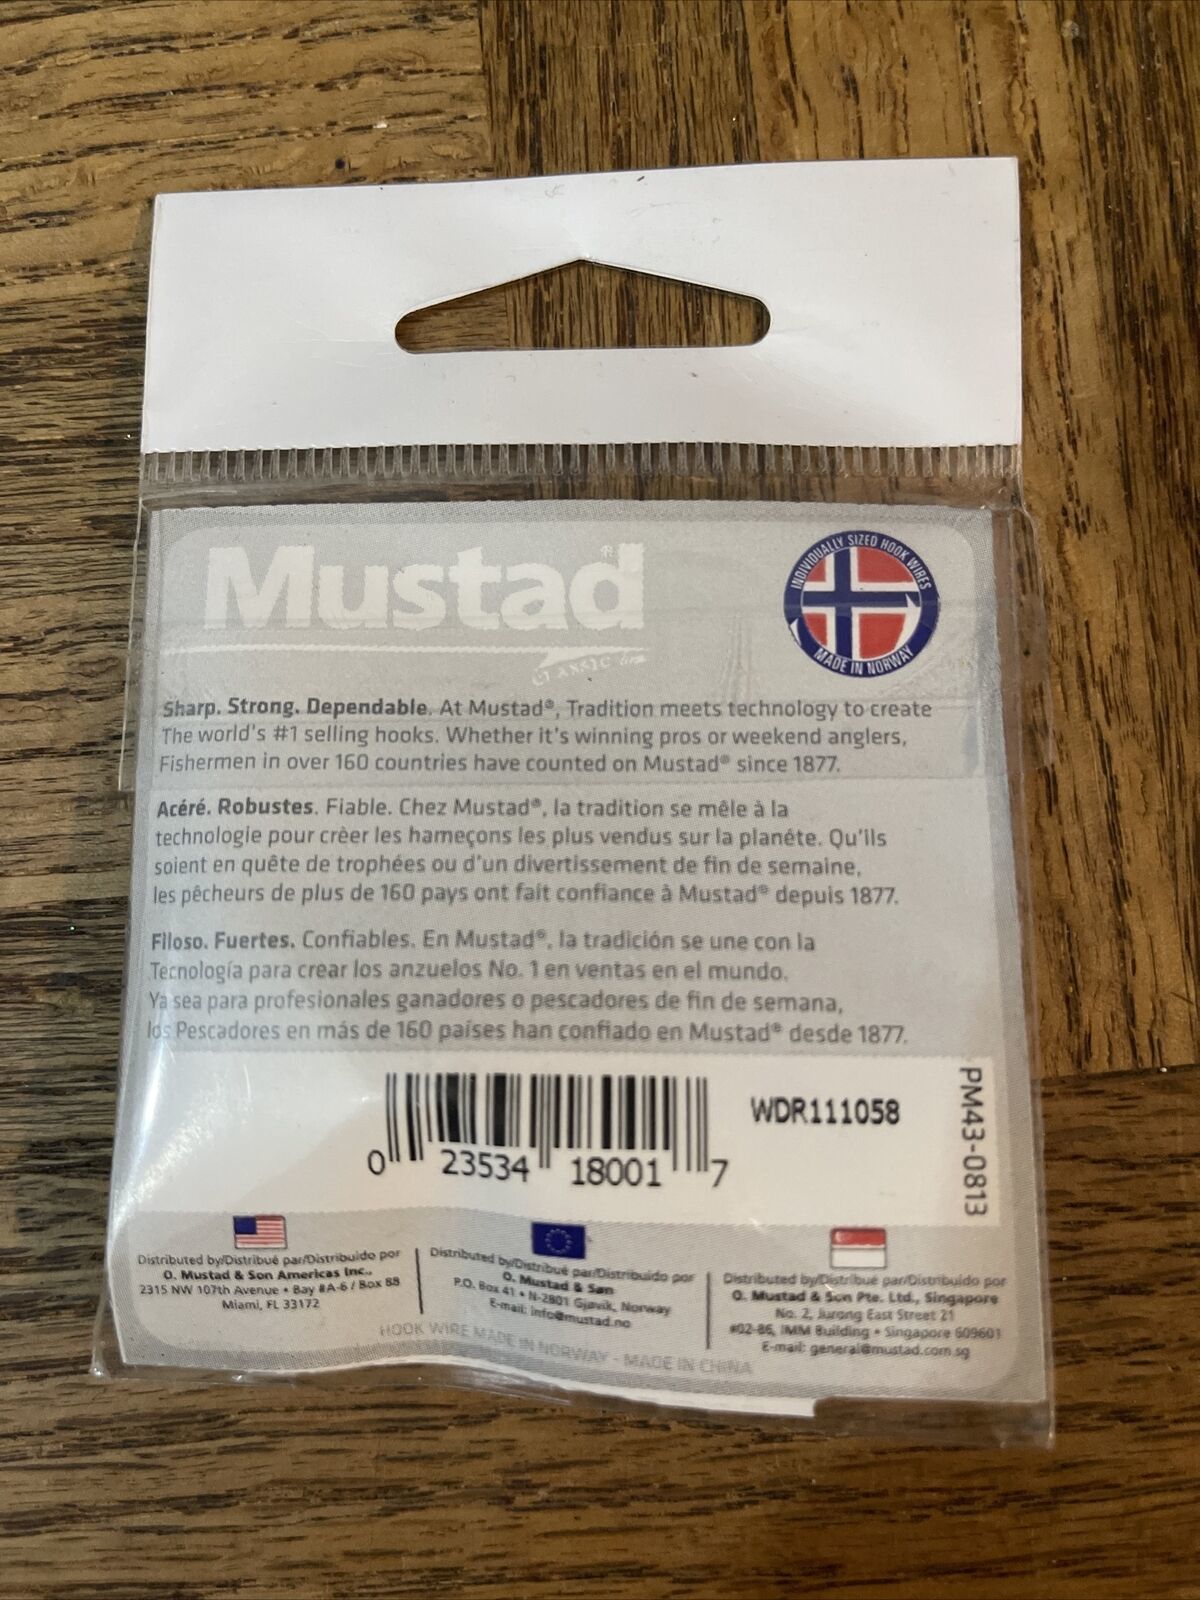 Mustad®
CLASSIC line
INDIVIDUALLY SIZED HOOK WIRES
MADE IN NORWAY
Sharp. Strong. Dependable. At Mustad®, Tradition meets technology to create
The world's #1 selling hooks. Whether it's winning pros or weekend anglers,
Fishermen in over 160 countries have counted on Mustad® since 1877.
Acéré. Robustes. Fiable. Chez Mustad®, la tradition se mêle à la
technologie pour crèer les hameçons les plus vendus sur la planéte. Qu'ils
soient en quête de trophées ou d'un divertissement de fin de semaine,
les pêcheurs de plus de 160 pays ont fait confiance à Mustad® depuis 1877.
Filoso. Fuertes. Confiables. En Mustad®, la tradición se une con la
Tecnología para crear los anzuelos No. 1 en ventas en el mundo.
Ya sea para profesionales ganadores o pescadores de fin de semana,
los Pescadores en más de 160 países han confiado en Mustad® desde 1877.
0 23534 18001 7
WDR111058
PM43-0813
Distributed by/Distribué par/Distribuido por
O. Mustad & Son Americas Inc.,
2315 NW 107th Avenue • Bay #A-6 / Box 88
Miami, FL 33172
Distributed by/Distribué par/Distribuido por
O. Mustad & Søn
P.O. Box 41 • N-2801 Gjøvik, Norway
E-mail: info@mustad.no
Distributed by/Distribué par/Distribuido por
O. Mustad & Son Pte. Ltd., Singapore
No. 2, Jurong East Street 21
#02-86, IMM Building • Singapore 609601
E-mail: general@mustad.com.sg
HOOK WIRE MADE IN NORWAY - MADE IN CHINA